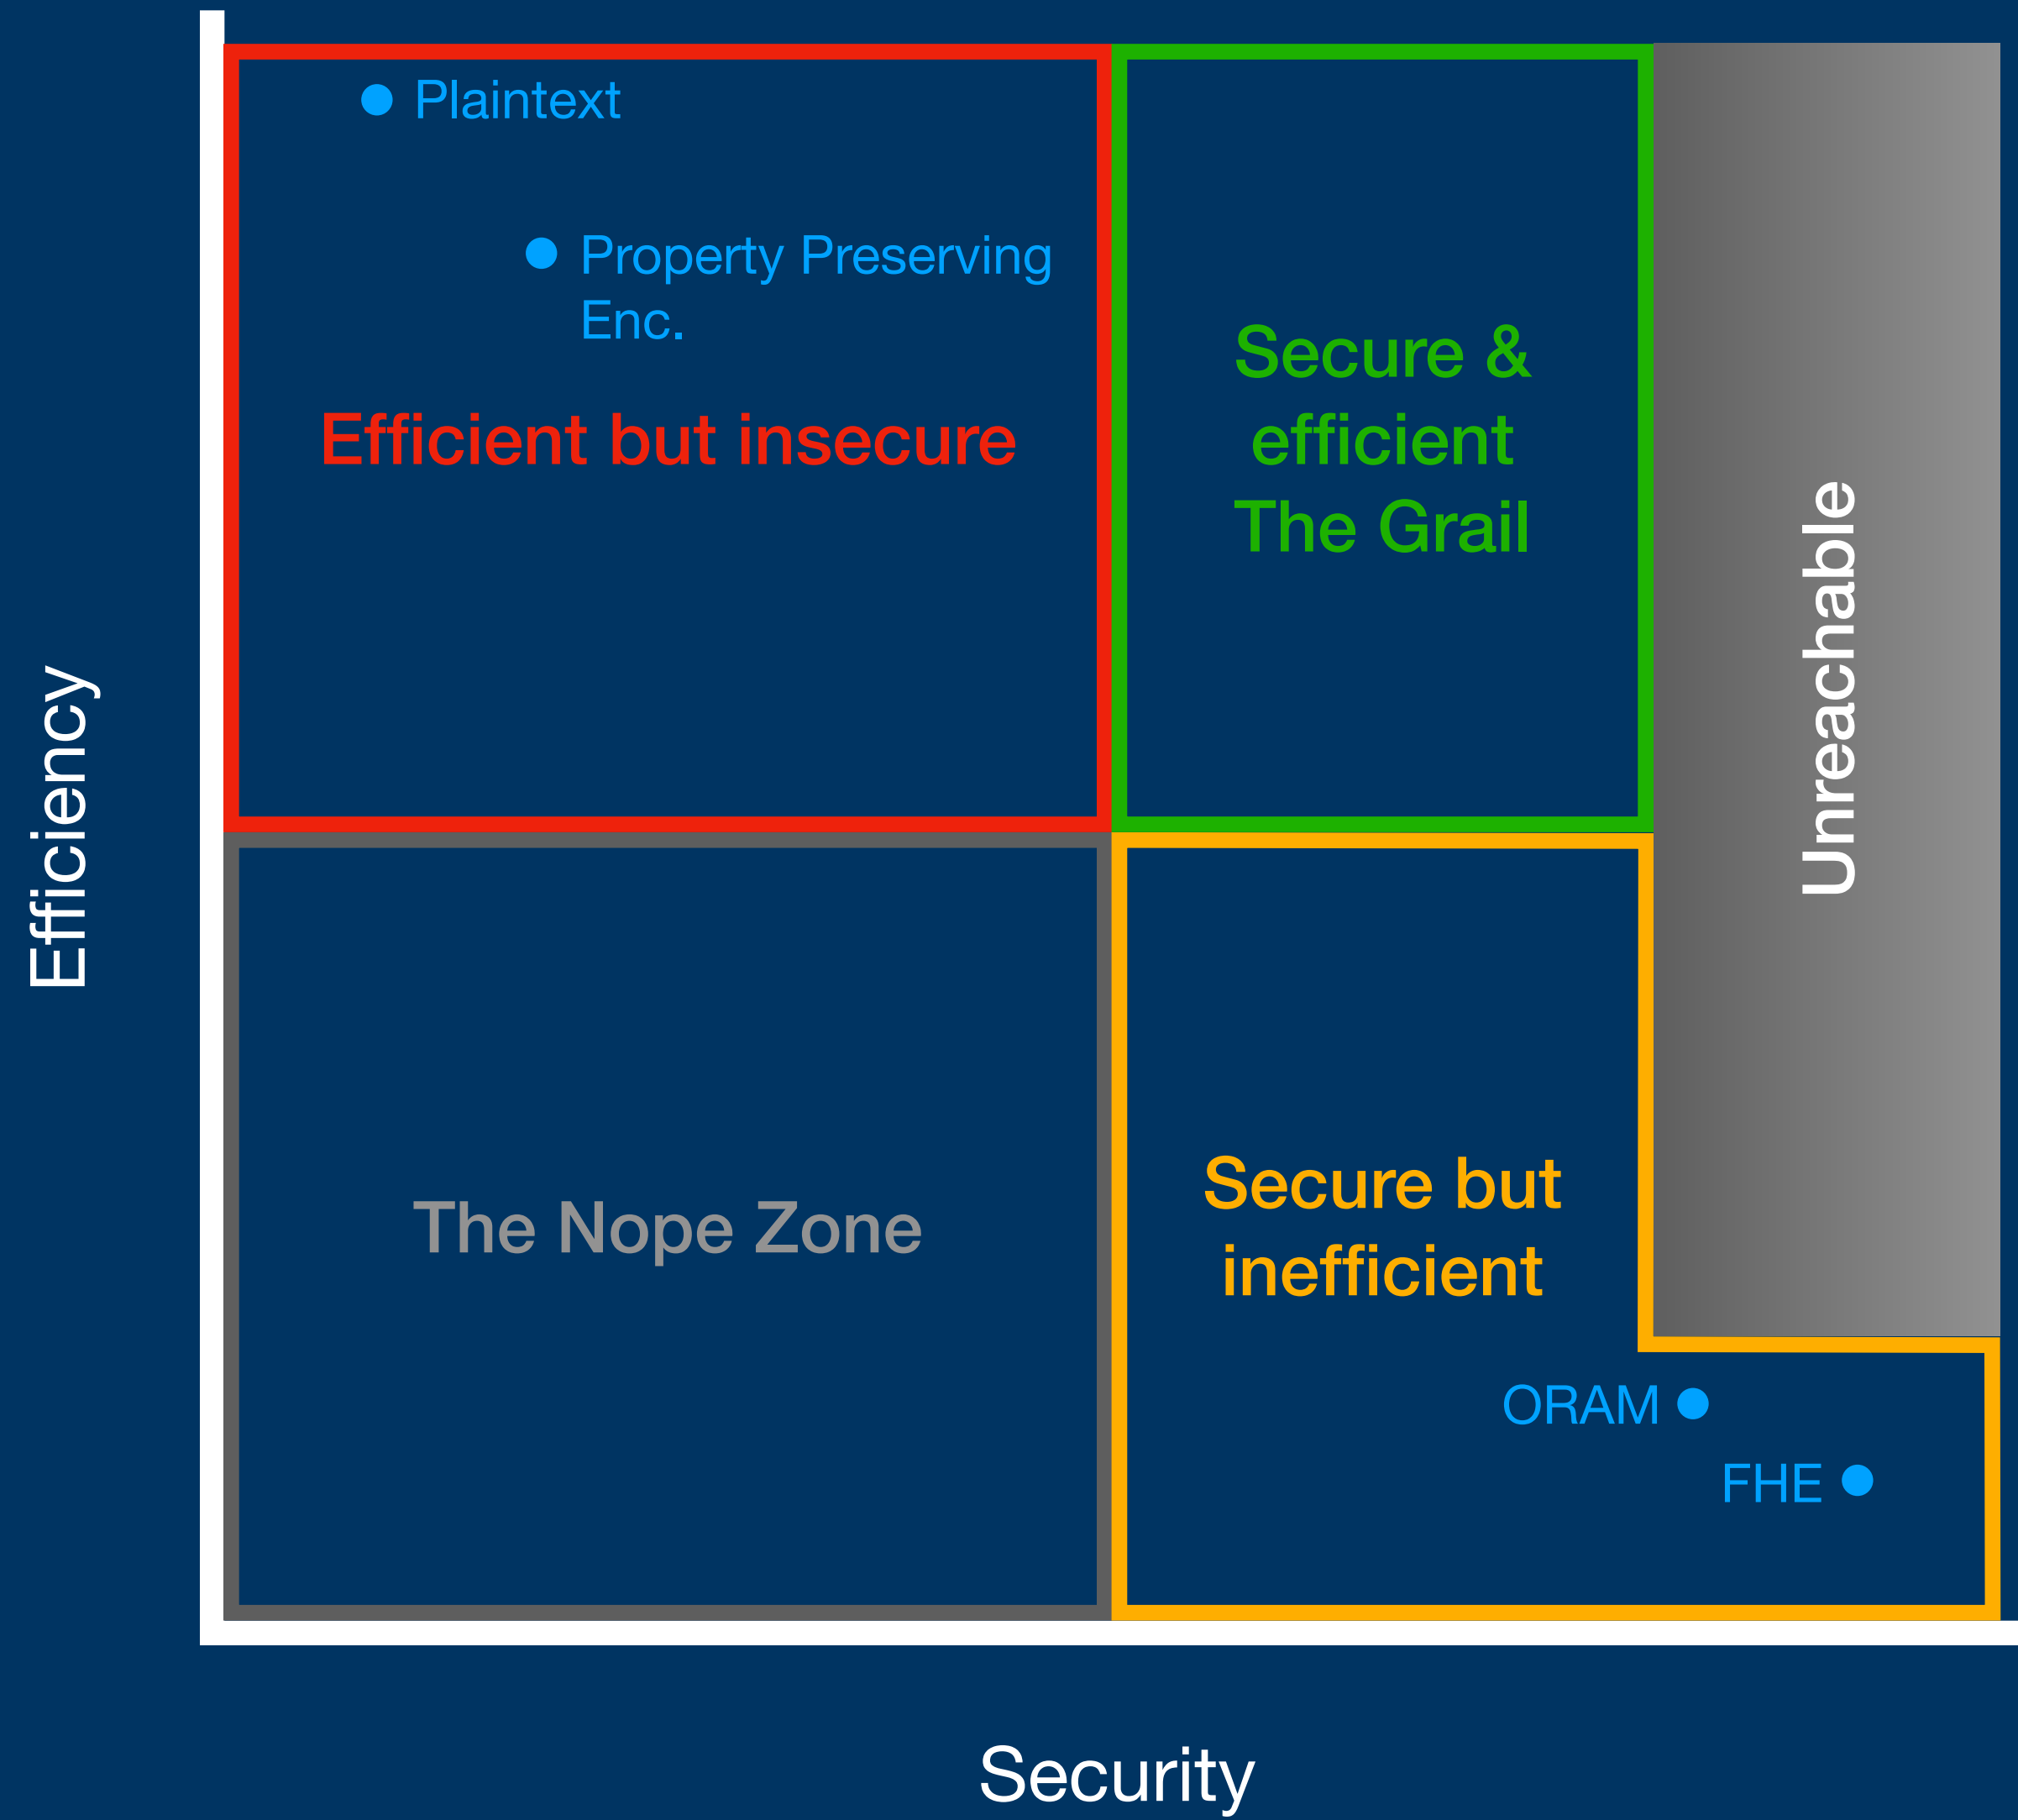 Plaintext
Property Preserving
Enc.
Efficient but insecure
Secure &
efficient
The Grail
Unreachable
Efficiency
The Nope Zone
Secure but
inefficient
ORAM
FHE
Security